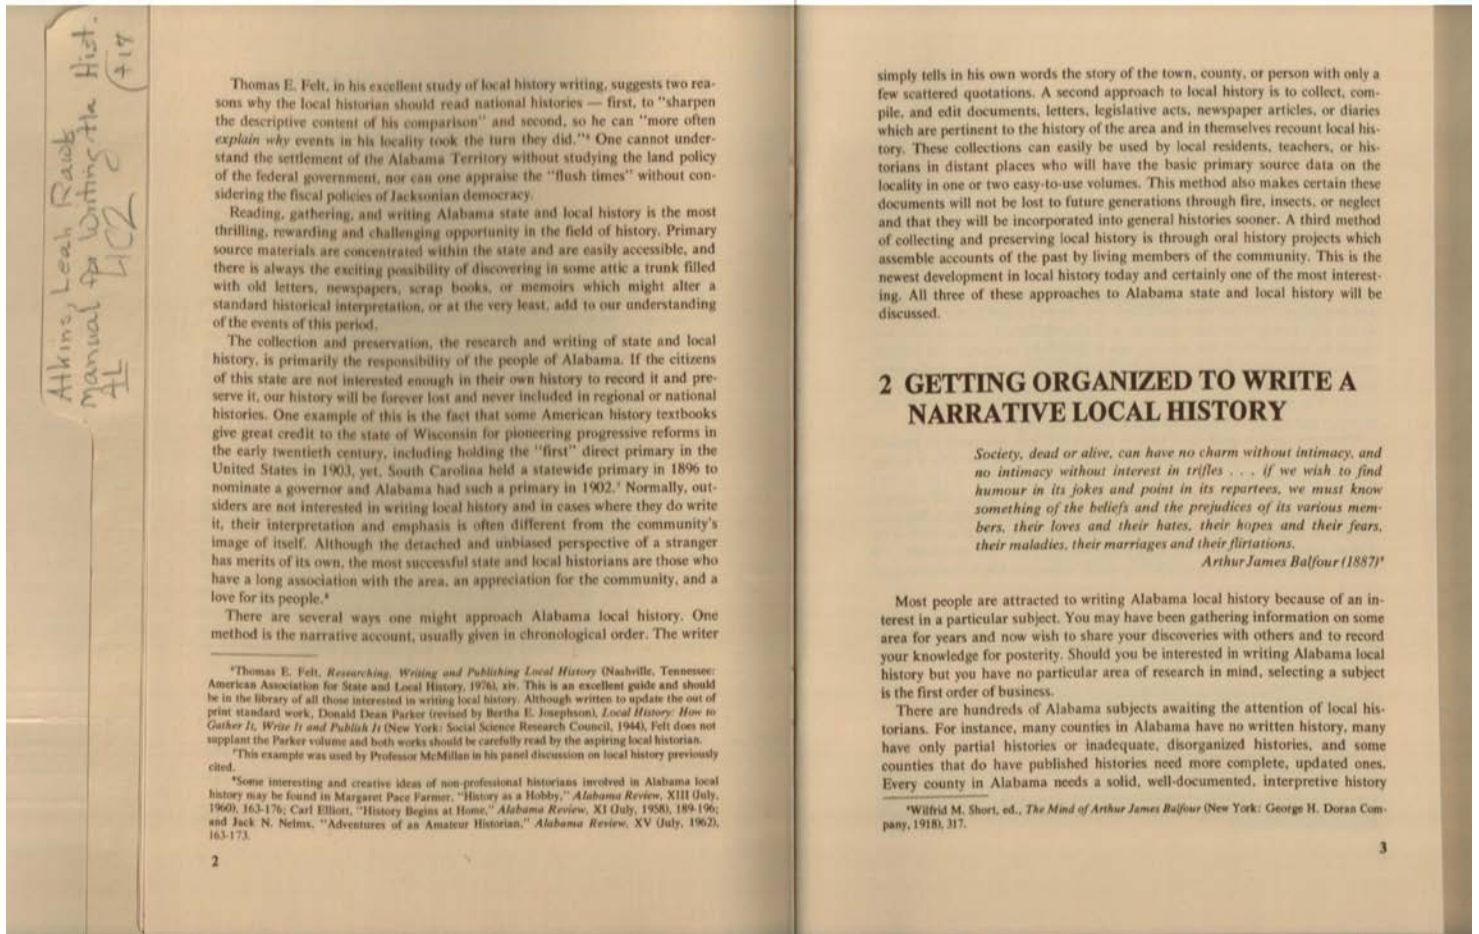 Atkins, Leah Rawls
Manual for Writing
Hist.
AL
Thomas E. Felt, in his excellent study of local history writing, suggests two rea-
sons why the local historian should read national histories — first, to "sharpen
the descriptive content of his comparison" and second, so he can "more often
explain why events in his locality took the turn they did."⁶ One cannot under-
stand the settlement of the Alabama Territory without studying the land policy
of the federal government, nor can one appraise the "flush times" without con-
sidering the fiscal policies of Jacksonian democracy.
Reading, gathering, and writing Alabama state and local history is the most
thrilling, rewarding and challenging opportunity in the field of history. Primary
source materials are concentrated within the state and are easily accessible, and
there is always the exciting possibility of discovering in some attic a trunk filled
with old letters, newspapers, scrap books, or memoirs which might alter a
standard historical interpretation, or at the very least, add to our understanding
of the events of this period.
The collection and preservation, the research and writing of state and local
history, is primarily the responsibility of the people of Alabama. If the citizens
of this state are not interested enough in their own history to record it and pre-
serve it, our history will be forever lost and never included in regional or national
histories. One example of this is the fact that some American history textbooks
give great credit to the state of Wisconsin for pioneering progressive reforms in
the early twentieth century, including holding the "first" direct primary in the
United States in 1903, yet, South Carolina held a statewide primary in 1896 to
nominate a governor and Alabama had such a primary in 1902.⁷ Normally, out-
siders are not interested in writing local history and in cases where they do write
it, their interpretation and emphasis is often different from the community's
image of itself. Although the detached and unbiased perspective of a stranger
has merits of its own, the most successful state and local historians are those who
have a long association with the area, an appreciation for the community, and a
love for its people.⁸
There are several ways one might approach Alabama local history. One
method is the narrative account, usually given in chronological order. The writer
⁶Thomas E. Felt, Researching, Writing and Publishing Local History (Nashville, Tennessee:
American Association for State and Local History, 1976), xiv. This is an excellent guide and should
be in the library of all those interested in writing local history. Although written to update the out of
print standard work, Donald Dean Parker (revised by Bertha E. Josephson), Local History: How to
Gather It, Write It and Publish It (New York: Social Science Research Council, 1944), Felt does not
supplant the Parker volume and both works should be carefully read by the aspiring local historian.
⁷This example was used by Professor McMillan in his panel discussion on local history previously
cited.
⁸Some interesting and creative ideas of non-professional historians involved in Alabama local
history may be found in Margaret Pace Farmer, "History as a Hobby," Alabama Review, XIII (July,
1960), 163-176; Carl Elliott, "History Begins at Home," Alabama Review, XI (July, 1958), 189-196;
and Jack N. Nelms, "Adventures of an Amateur Historian," Alabama Review, XV (July, 1962),
163-173.
2
simply tells in his own words the story of the town, county, or person with only a
few scattered quotations. A second approach to local history is to collect, com-
pile, and edit documents, letters, legislative acts, newspaper articles, or diaries
which are pertinent to the history of the area and in themselves recount local his-
tory. These collections can easily be used by local residents, teachers, or his-
torians in distant places who will have the basic primary source data on the
locality in one or two easy-to-use volumes. This method also makes certain these
documents will not be lost to future generations through fire, insects, or neglect
and that they will be incorporated into general histories sooner. A third method
of collecting and preserving local history is through oral history projects which
assemble accounts of the past by living members of the community. This is the
newest development in local history today and certainly one of the most interest-
ing. All three of these approaches to Alabama state and local history will be
discussed.
2 GETTING ORGANIZED TO WRITE A
NARRATIVE LOCAL HISTORY
Society, dead or alive, can have no charm without intimacy, and
no intimacy without interest in trifles . . . if we wish to find
humour in its jokes and point in its repartees, we must know
something of the beliefs and the prejudices of its various mem-
bers, their loves and their hates, their hopes and their fears,
their maladies, their marriages and their flirtations.
Arthur James Balfour (1887)⁹
Most people are attracted to writing Alabama local history because of an in-
terest in a particular subject. You may have been gathering information on some
area for years and now wish to share your discoveries with others and to record
your knowledge for posterity. Should you be interested in writing Alabama local
history but you have no particular area of research in mind, selecting a subject
is the first order of business.
There are hundreds of Alabama subjects awaiting the attention of local his-
torians. For instance, many counties in Alabama have no written history, many
have only partial histories or inadequate, disorganized histories, and some
counties that do have published histories need more complete, updated ones.
Every county in Alabama needs a solid, well-documented, interpretive history
⁹Wilfrid M. Short, ed., The Mind of Arthur James Balfour (New York: George H. Doran Com-
pany, 1918), 317.
3